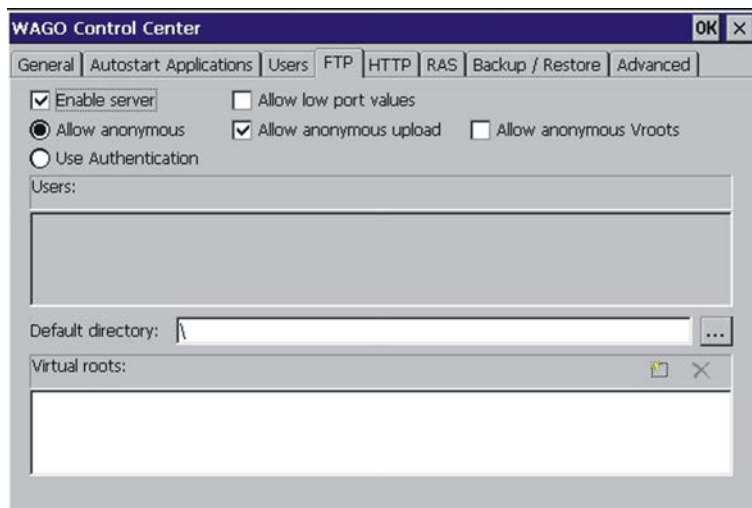 WAGO Control Center OK
General Autostart Applications Users FTP HTTP RAS Backup / Restore Advanced
Enable server Allow low port values
Allow anonymous Allow anonymous upload Allow anonymous Vroots
Use Authentication
Users:
Default directory: \ ...
Virtual roots: